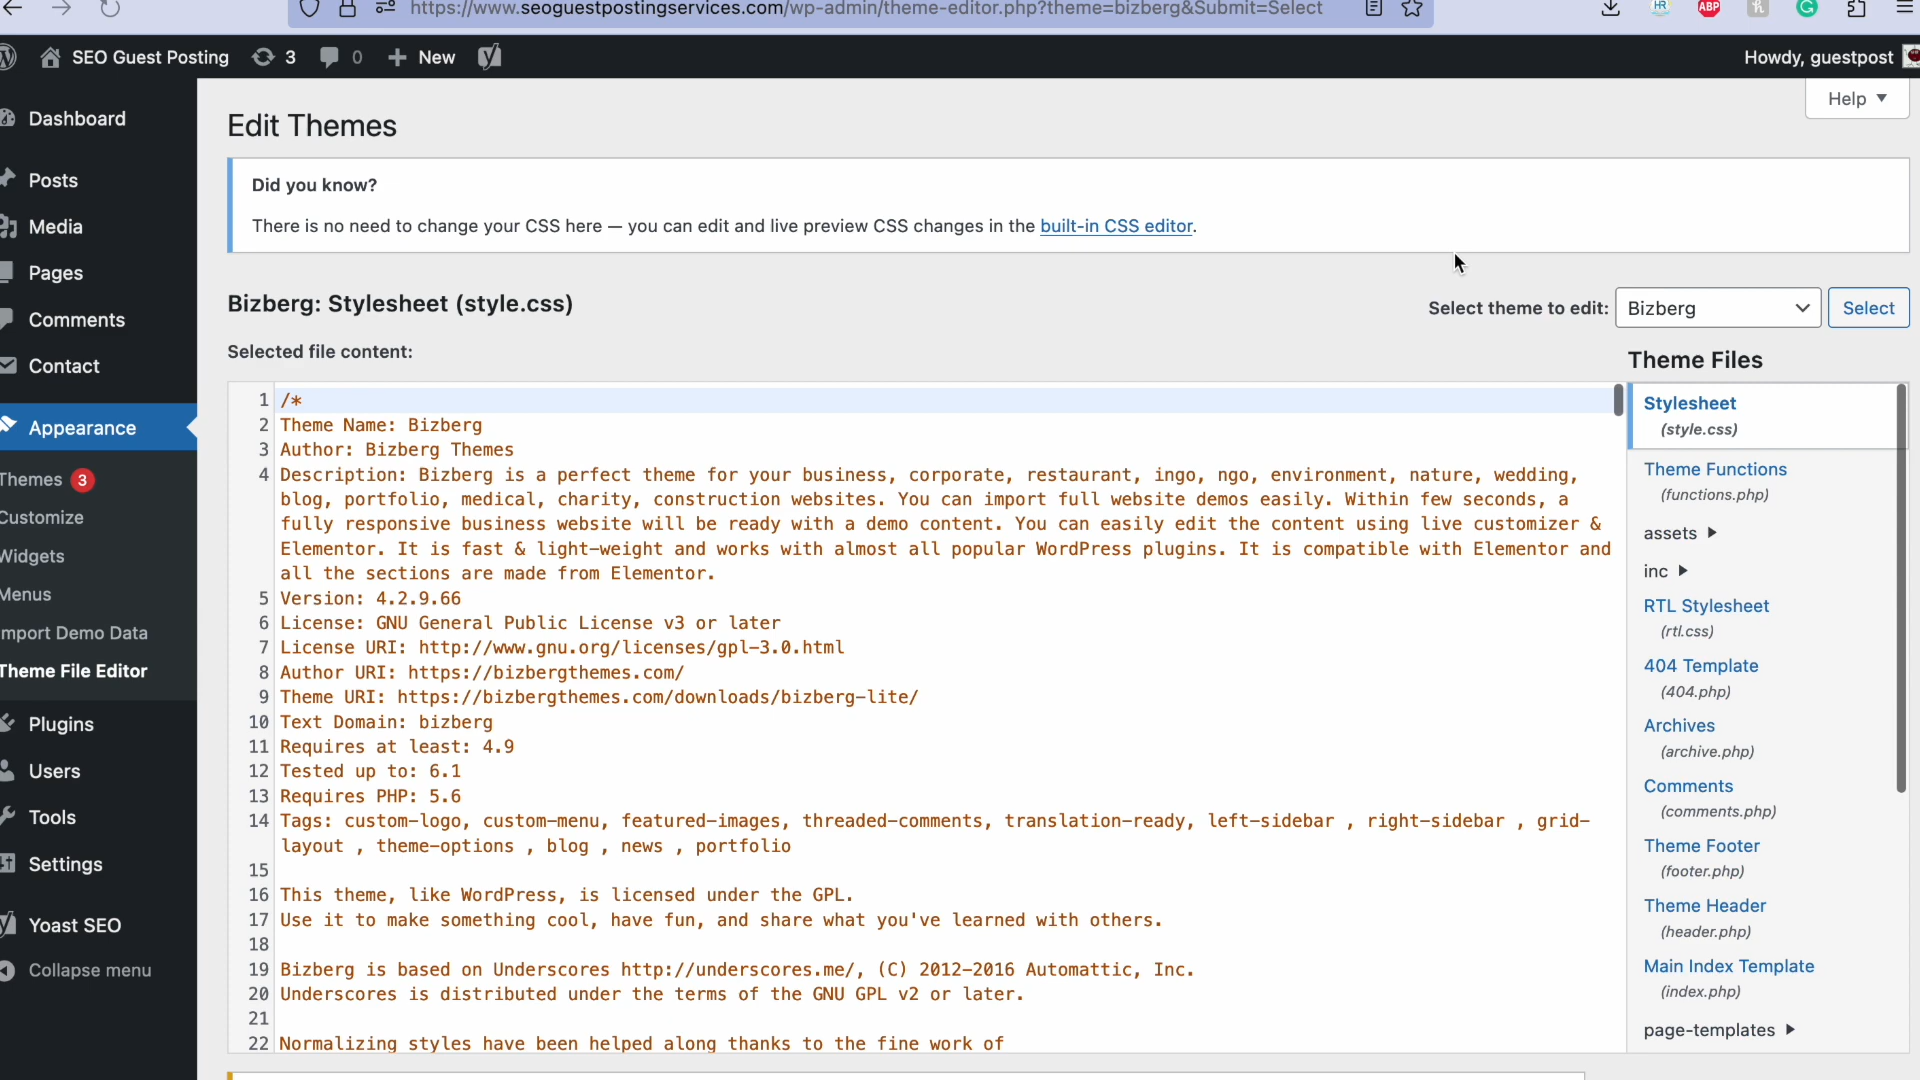 https://www.seoguestpostingservices.com/wp-admin/theme-editor.php?theme=bizberg&Submit=Select
HR
ABP
SEO Guest Posting
3
0
New
Howdy, guestpost
Help
Dashboard
Posts
Media
Pages
Comments
Contact
Appearance
Themes 3
Customize
Widgets
Menus
mport Demo Data
Theme File Editor
Plugins
Users
Tools
Settings
Yoast SEO
Collapse menu
Edit Themes
Did you know?
There is no need to change your CSS here — you can edit and live preview CSS changes in the built-in CSS editor.
Bizberg: Stylesheet (style.css)
Select theme to edit: Bizberg Select
Selected file content:
1 /*
2 Theme Name: Bizberg
3 Author: Bizberg Themes
4 Description: Bizberg is a perfect theme for your business, corporate, restaurant, ingo, ngo, environment, nature, wedding,
blog, portfolio, medical, charity, construction websites. You can import full website demos easily. Within few seconds, a
fully responsive business website will be ready with a demo content. You can easily edit the content using live customizer &
Elementor. It is fast & light-weight and works with almost all popular WordPress plugins. It is compatible with Elementor and
all the sections are made from Elementor.
5 Version: 4.2.9.66
6 License: GNU General Public License v3 or later
7 License URI: http://www.gnu.org/licenses/gpl-3.0.html
8 Author URI: https://bizbergthemes.com/
9 Theme URI: https://bizbergthemes.com/downloads/bizberg-lite/
10 Text Domain: bizberg
11 Requires at least: 4.9
12 Tested up to: 6.1
13 Requires PHP: 5.6
14 Tags: custom-logo, custom-menu, featured-images, threaded-comments, translation-ready, left-sidebar , right-sidebar , grid-
layout , theme-options , blog , news , portfolio
15
16 This theme, like WordPress, is licensed under the GPL.
17 Use it to make something cool, have fun, and share what you've learned with others.
18
19 Bizberg is based on Underscores http://underscores.me/, (C) 2012-2016 Automattic, Inc.
20 Underscores is distributed under the terms of the GNU GPL v2 or later.
21
22 Normalizing styles have been helped along thanks to the fine work of
Theme Files
Stylesheet
(style.css)
Theme Functions
(functions.php)
assets
inc
RTL Stylesheet
(rtl.css)
404 Template
(404.php)
Archives
(archive.php)
Comments
(comments.php)
Theme Footer
(footer.php)
Theme Header
(header.php)
Main Index Template
(index.php)
page-templates